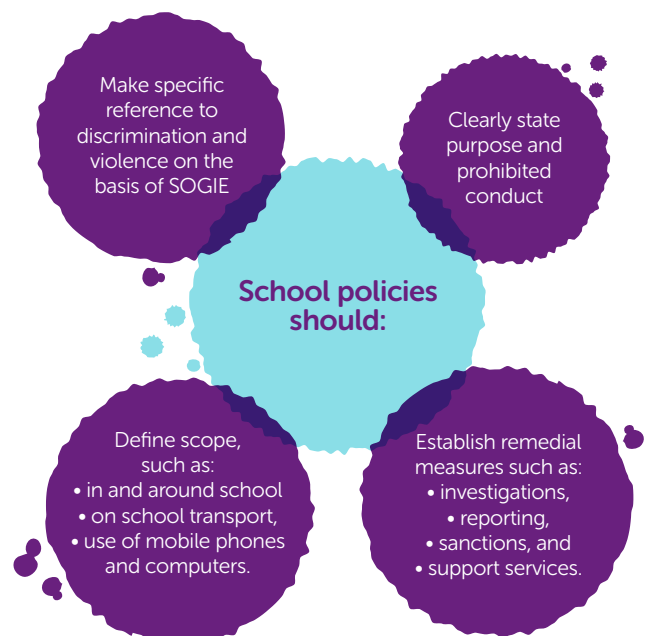 Make specific
reference to
discrimination and
violence on the
basis of SOGIE
Clearly state
purpose and
prohibited
conduct
School policies
should:
Define scope,
such as:
• in and around school
• on school transport,
• use of mobile phones
and computers.
Establish remedial
measures such as:
• investigations,
• reporting,
• sanctions, and
• support services.